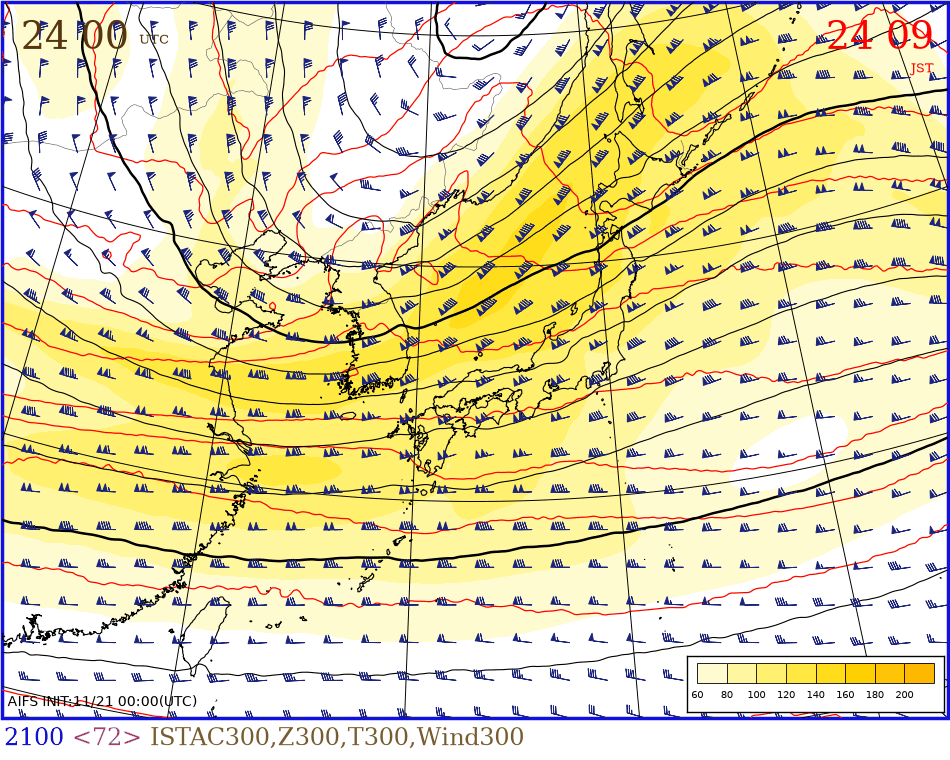 24 00 UTC 24 09
JST
60 80 100 120 140 160 180 200
AIFS INIT:11/21 00:00(UTC)
2100 <72> ISTAC300,Z300,T300,Wind300